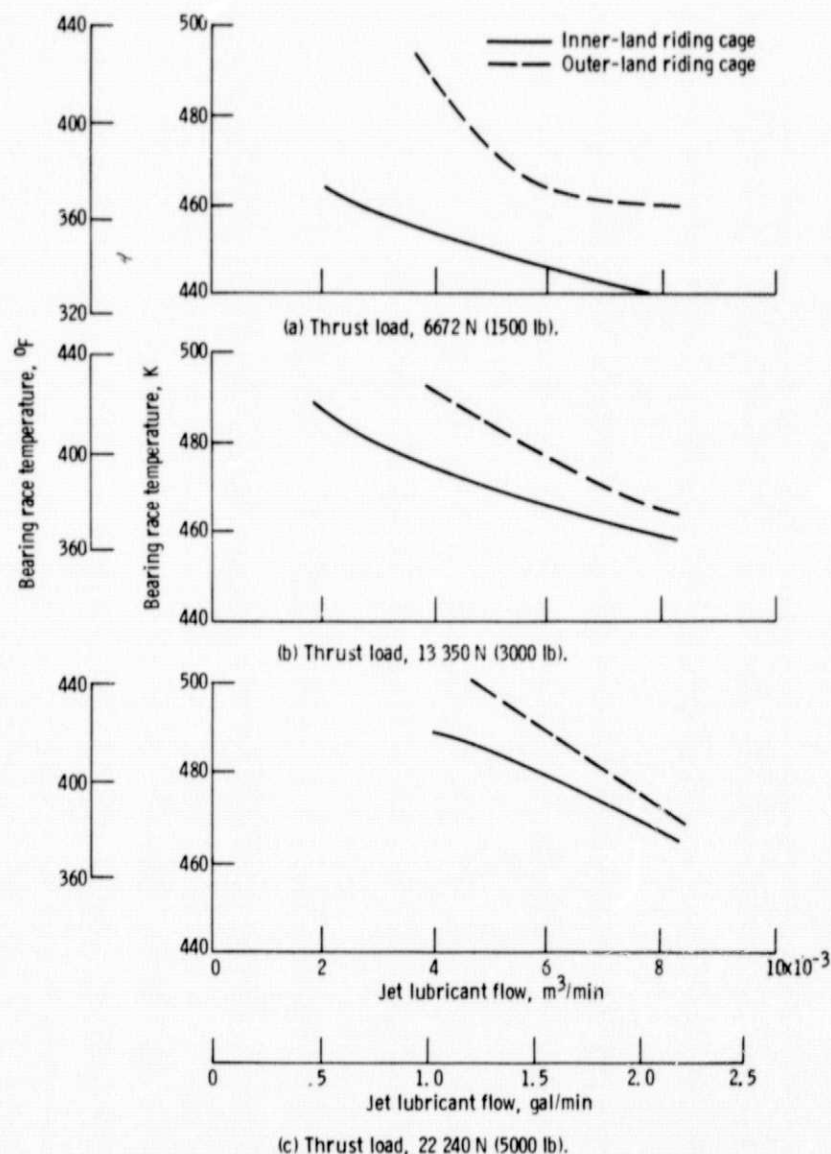 Inner-land riding cage
Outer-land riding cage
440
400
360
320
500
480
460
440
(a) Thrust load, 6672 N (1500 lb).
Bearing race temperature, °F
Bearing race temperature, K
440
400
360
500
480
460
440
(b) Thrust load, 13 350 N (3000 lb).
440
400
360
500
480
460
440
0 2 4 6 8 10x10-3
Jet lubricant flow, m3/min
0 .5 1.0 1.5 2.0 2.5
Jet lubricant flow, gal/min
(c) Thrust load, 22 240 N (5000 lb).